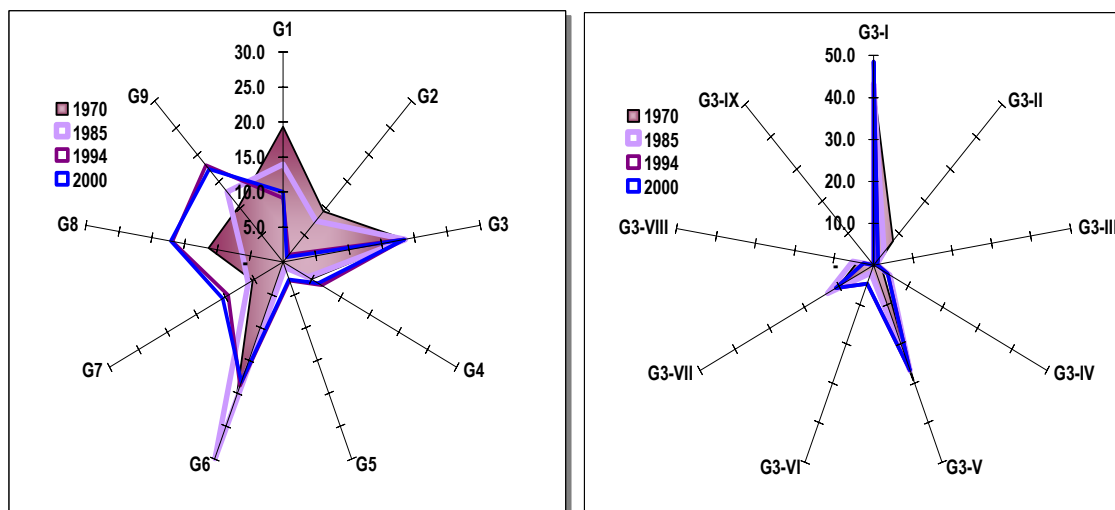 G1
30.0
25.0
20.0
15.0
10.0
5.0
-
G2
G3
G4
G5
G6
G7
G8
G9
1970
1985
1994
2000
G3-I
50.0
40.0
30.0
20.0
10.0
-
G3-II
G3-III
G3-IV
G3-V
G3-VI
G3-VII
G3-VIII
G3-IX
1970
1985
1994
2000